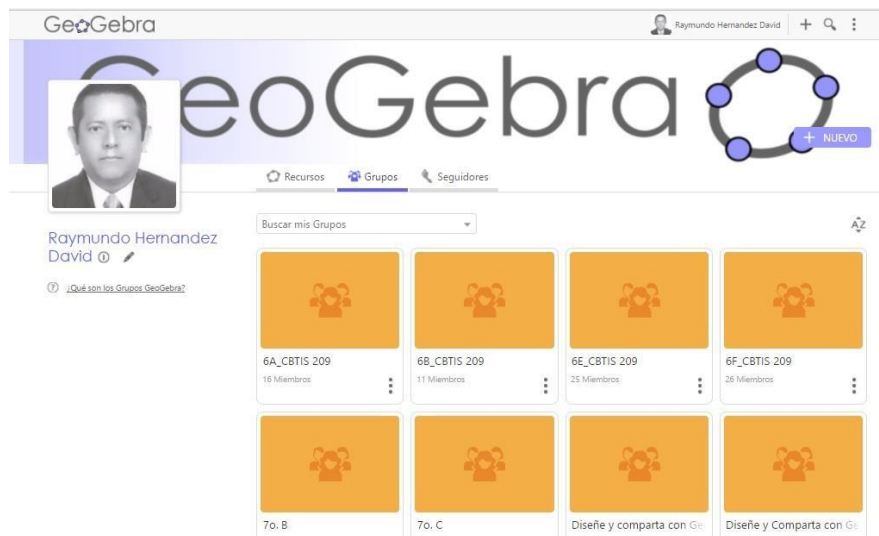 GeoGebra
Raymundo Hernandez David
GeoGebra
+ NUEVO
Recursos
Grupos
Seguidores
Raymundo Hernandez
David
¿Qué son los Grupos GeoGebra?
Buscar mis Grupos
AZ
6A_CBTIS 209
16 Miembros
6B_CBTIS 209
11 Miembros
6E_CBTIS 209
25 Miembros
6F_CBTIS 209
26 Miembros
7o. B
7o. C
Diseñe y comparta con Ge
Diseñe y Comparta con Ge